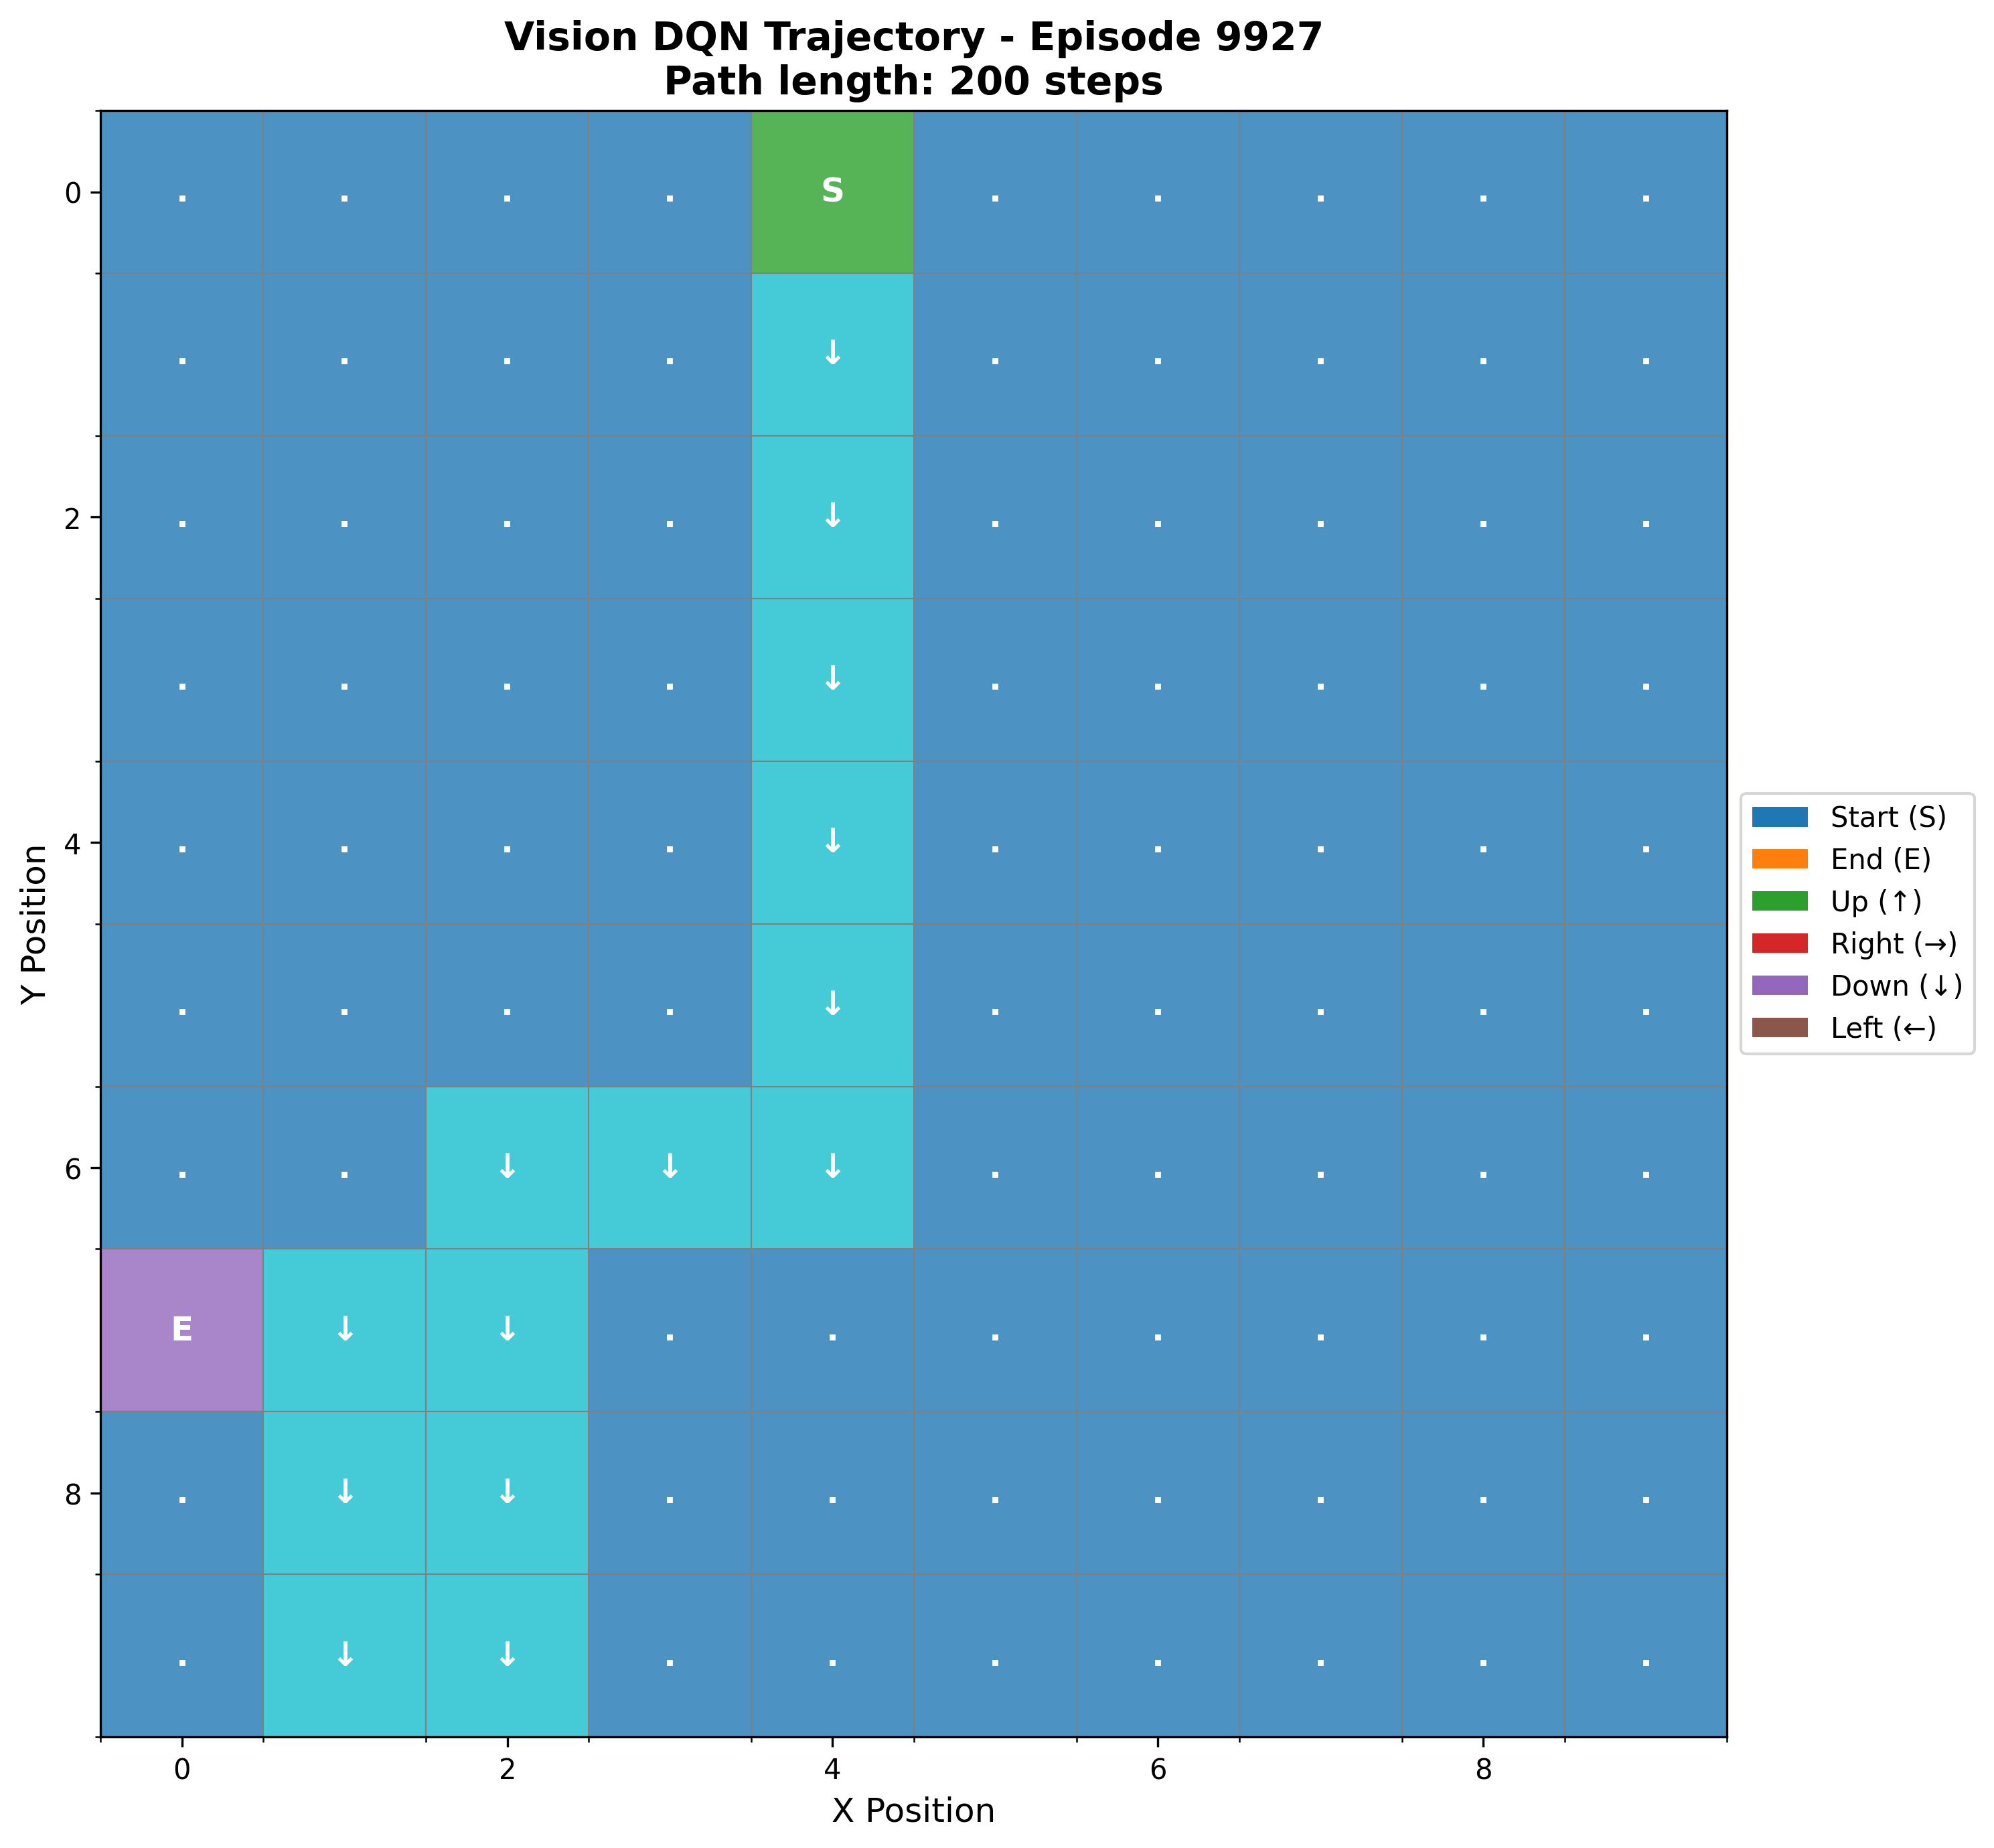 Vision DQN Trajectory - Episode 9927
Path length: 200 steps
0 . . . . S . . . . .
. . . . ↓ . . . . .
2 . . . . ↓ . . . . .
. . . . ↓ . . . . .
4 . . . . ↓ . . . . .
. . . . ↓ . . . . .
6 . . ↓ ↓ ↓ . . . . .
E ↓ ↓ . . . . . . .
8 . ↓ ↓ . . . . . . .
. ↓ ↓ . . . . . . .
0 2 4 6 8
X Position
Y Position
Start (S)
End (E)
Up (↑)
Right (→)
Down (↓)
Left (←)